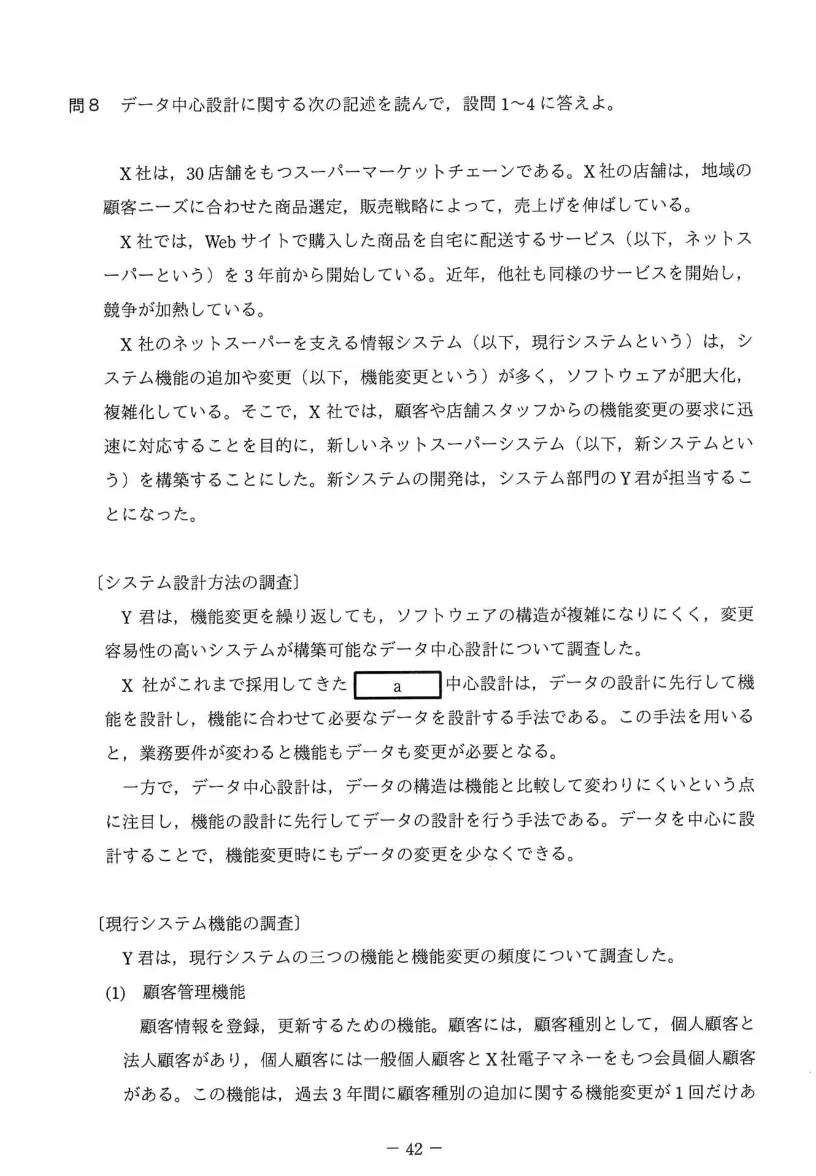 問8 データ中心設計に関する次の記述を読んで，設問1～4に答えよ。
X社は，30店舗をもつスーパーマーケットチェーンである。X社の店舗は，地域の
顧客ニーズに合わせた商品選定，販売戦略によって，売上げを伸ばしている。
X社では，Webサイトで購入した商品を自宅に配送するサービス（以下，ネットス
ーパーという）を3年前から開始している。近年，他社も同様のサービスを開始し，
競争が加熱している。
X社のネットスーパーを支える情報システム（以下，現行システムという）は，シ
ステム機能の追加や変更（以下，機能変更という）が多く，ソフトウェアが肥大化，
複雑化している。そこで，X社では，顧客や店舗スタッフからの機能変更の要求に迅
速に対応することを目的に，新しいネットスーパーシステム（以下，新システムとい
う）を構築することにした。新システムの開発は，システム部門のY君が担当するこ
とになった。
〔システム設計方法の調査〕
Y君は，機能変更を繰り返しても，ソフトウェアの構造が複雑になりにくく，変更
容易性の高いシステムが構築可能なデータ中心設計について調査した。
X社がこれまで採用してきた a 中心設計は，データの設計に先行して機
能を設計し，機能に合わせて必要なデータを設計する手法である。この手法を用いる
と，業務要件が変わると機能もデータも変更が必要となる。
一方で，データ中心設計は，データの構造は機能と比較して変わりにくいという点
に注目し，機能の設計に先行してデータの設計を行う手法である。データを中心に設
計することで，機能変更時にもデータの変更を少なくできる。
〔現行システム機能の調査〕
Y君は，現行システムの三つの機能と機能変更の頻度について調査した。
(1) 顧客管理機能
顧客情報を登録，更新するための機能。顧客には，顧客種別として，個人顧客と
法人顧客があり，個人顧客には一般個人顧客とX社電子マネーをもつ会員個人顧客
がある。この機能は，過去3年間に顧客種別の追加に関する機能変更が1回だけあ
－ 42 －